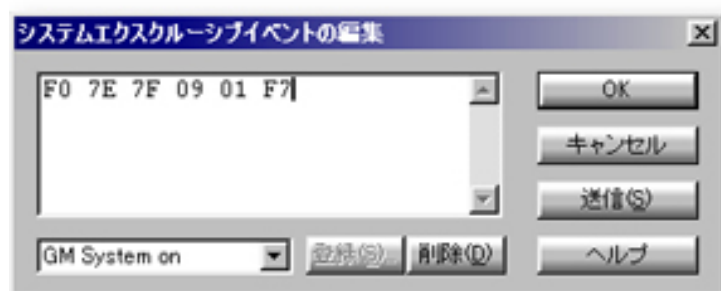 システムエクスクルーシブイベントの編集
F0 7E 7F 09 01 F7
OK
キャンセル
送信(S)
GM System on
登録(S)...
削除(D)
ヘルプ